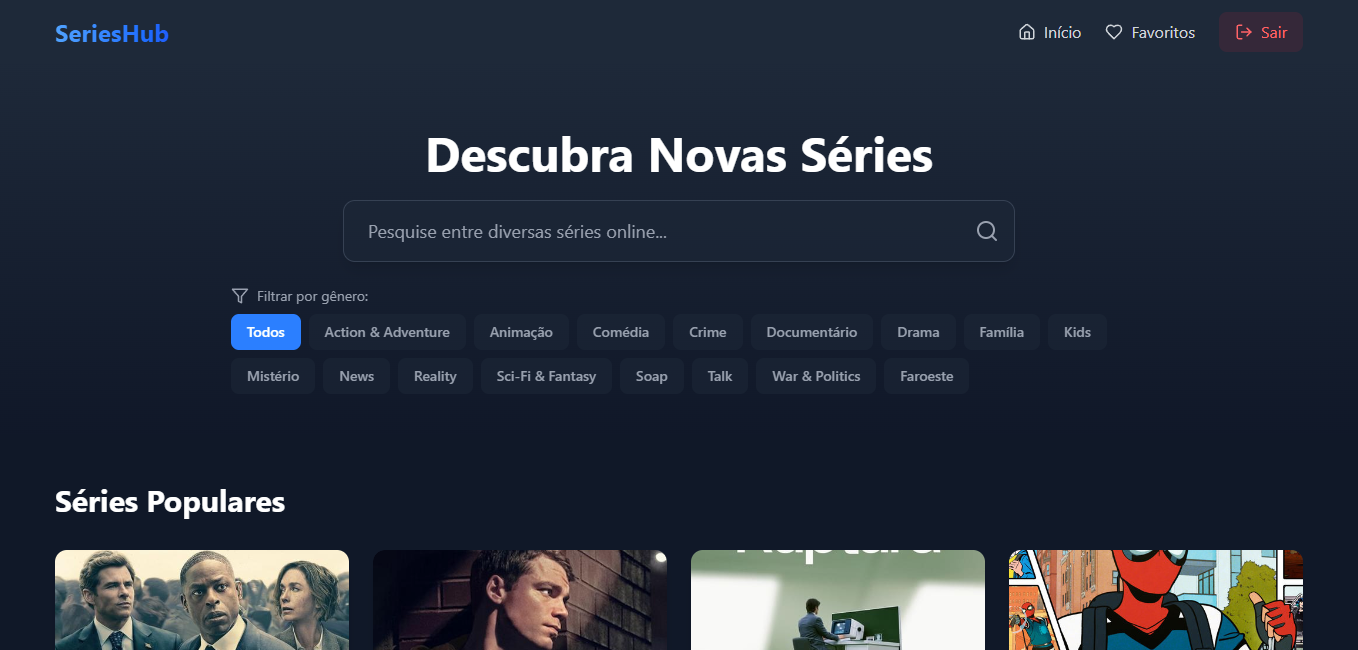 SeriesHub
Início
Favoritos
Sair
Descubra Novas Séries
Pesquise entre diversas séries online...
Filtrar por gênero:
Todos Action & Adventure Animação Comédia Crime Documentário Drama Família Kids
Mistério News Reality Sci-Fi & Fantasy Soap Talk War & Politics Faroeste
Séries Populares